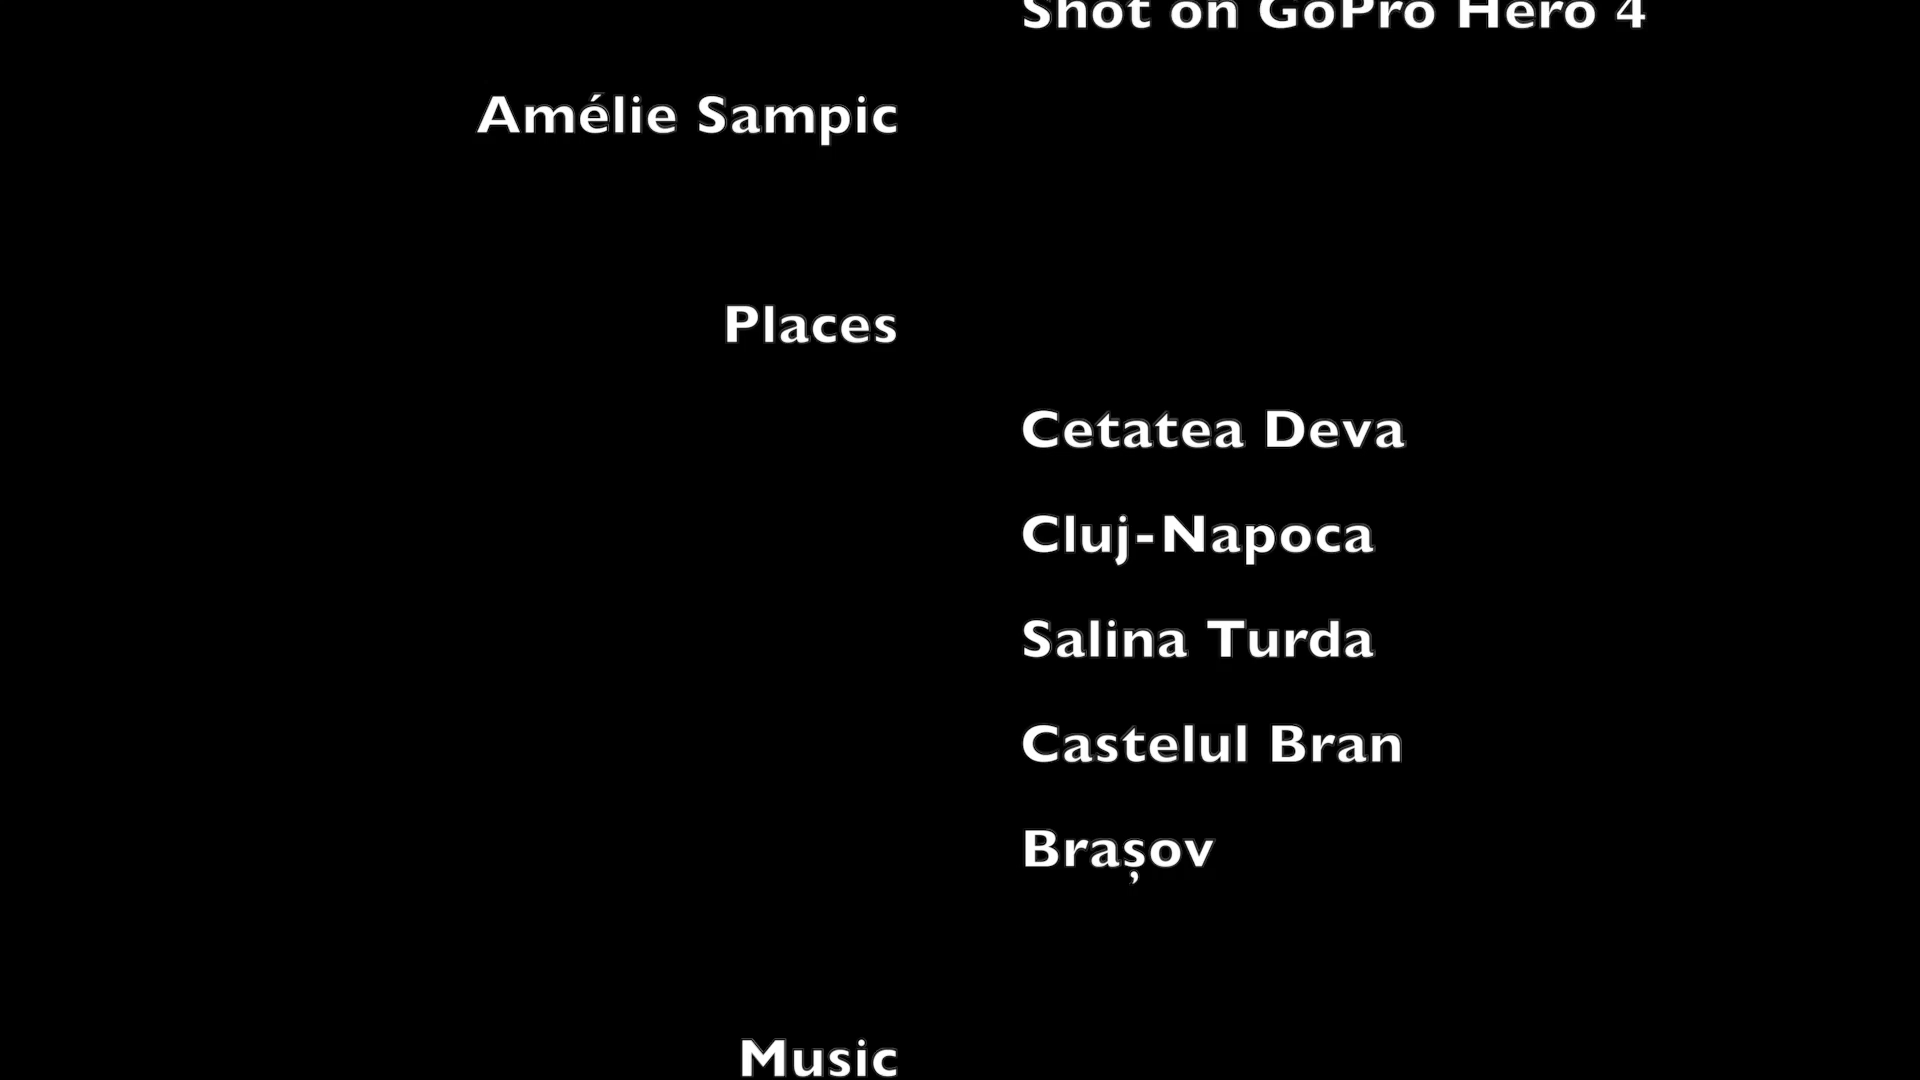 Shot on GoPro Hero 4
Amélie Sampic
Places
Cetatea Deva
Cluj-Napoca
Salina Turda
Castelul Bran
Brașov
Music